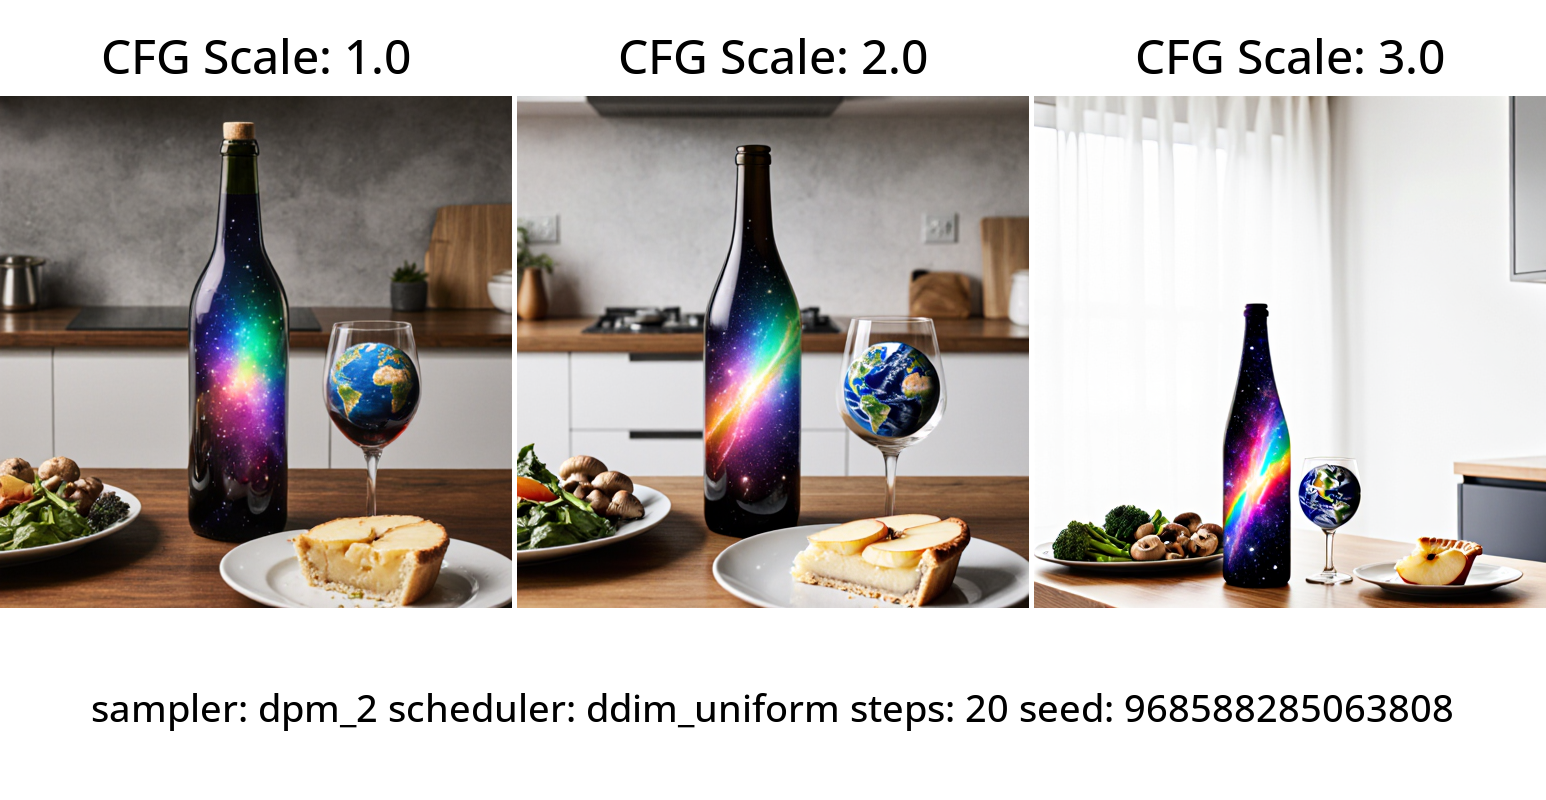 CFG Scale: 1.0
CFG Scale: 2.0
CFG Scale: 3.0
sampler: dpm_2 scheduler: ddim_uniform steps: 20 seed: 968588285063808